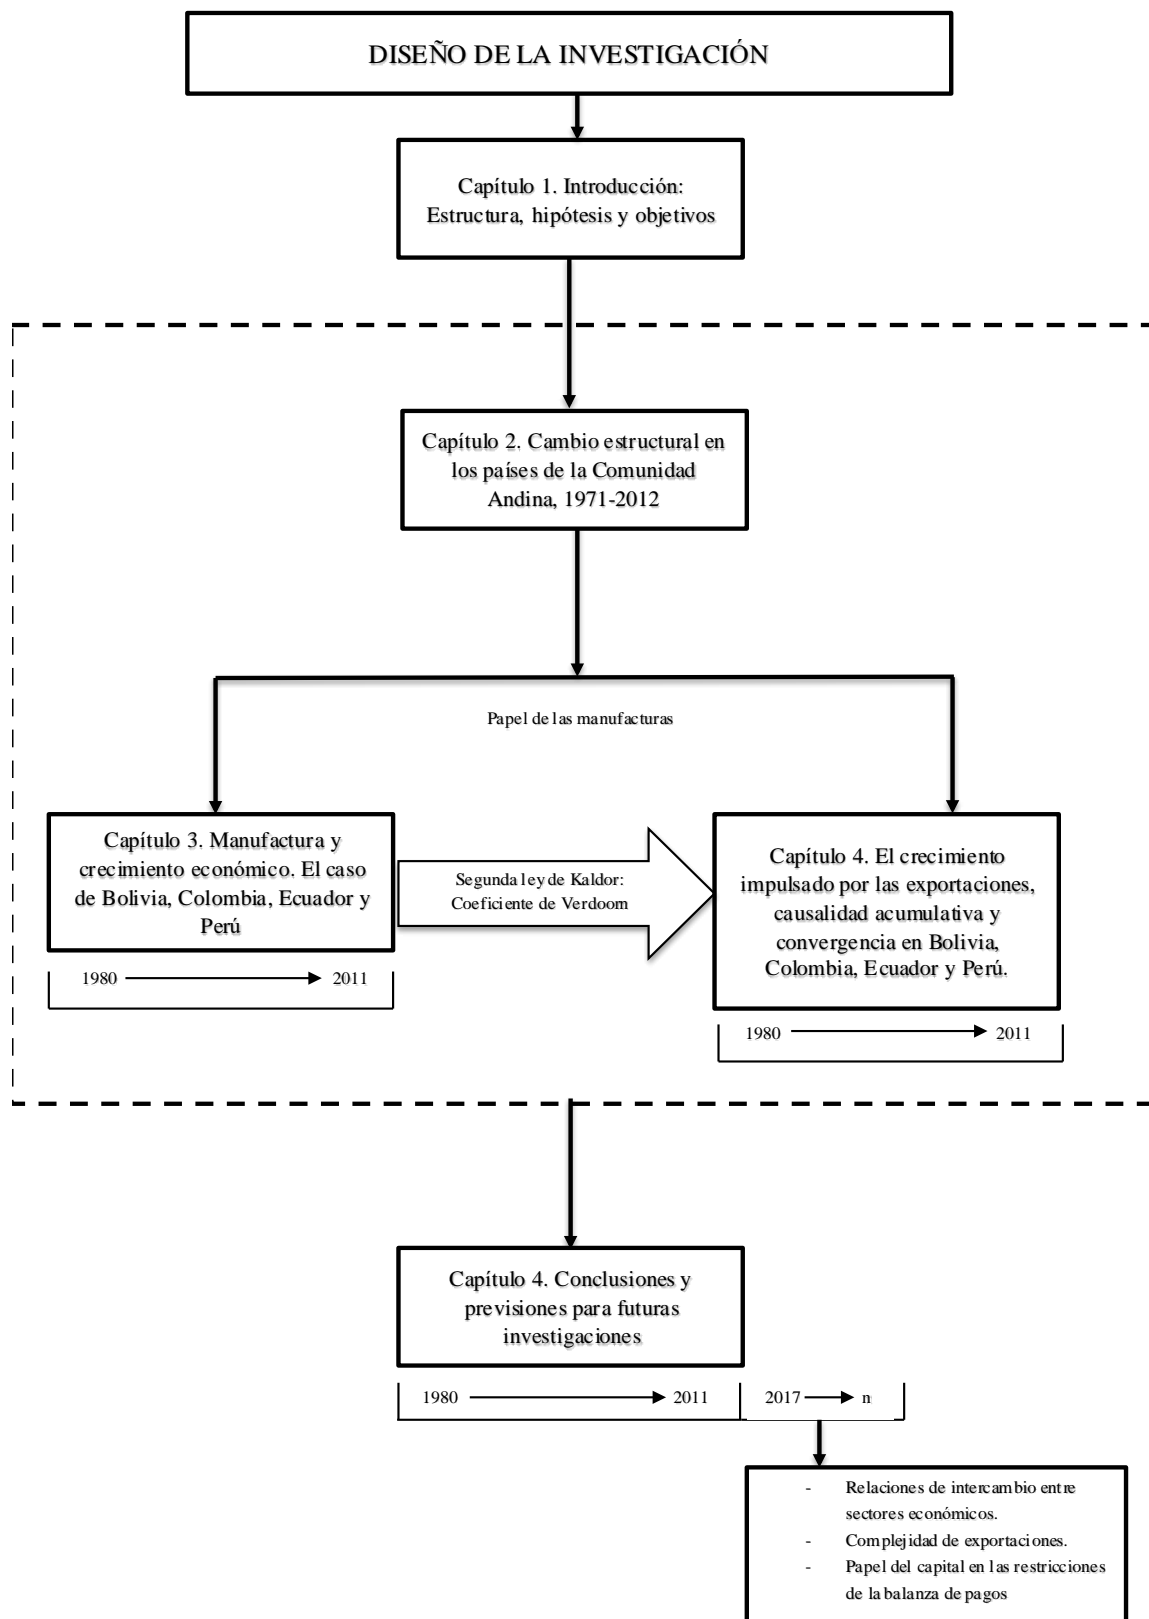 DISEÑO DE LA INVESTIGACIÓN
Capítulo 1. Introducción:
Estructura, hipótesis y objetivos
Capítulo 2. Cambio estructural en
los países de la Comunidad
Andina, 1971-2012
Papel de las manufacturas
Capítulo 3. Manufactura y
crecimiento económico. El caso
de Bolivia, Colombia, Ecuador y
Perú
1980
2011
Segunda ley de Kaldor:
Coeficiente de Verdoorn
Capítulo 4. El crecimiento
impulsado por las exportaciones,
causalidad acumulativa y
convergencia en Bolivia,
Colombia, Ecuador y Perú.
1980
2011
Capítulo 4. Conclusiones y
previsiones para futuras
investigaciones
1980
2011
2017
n
- Relaciones de intercambio entre
sectores económicos.
- Complejidad de exportaciones.
- Papel del capital en las restricciones
de la balanza de pagos